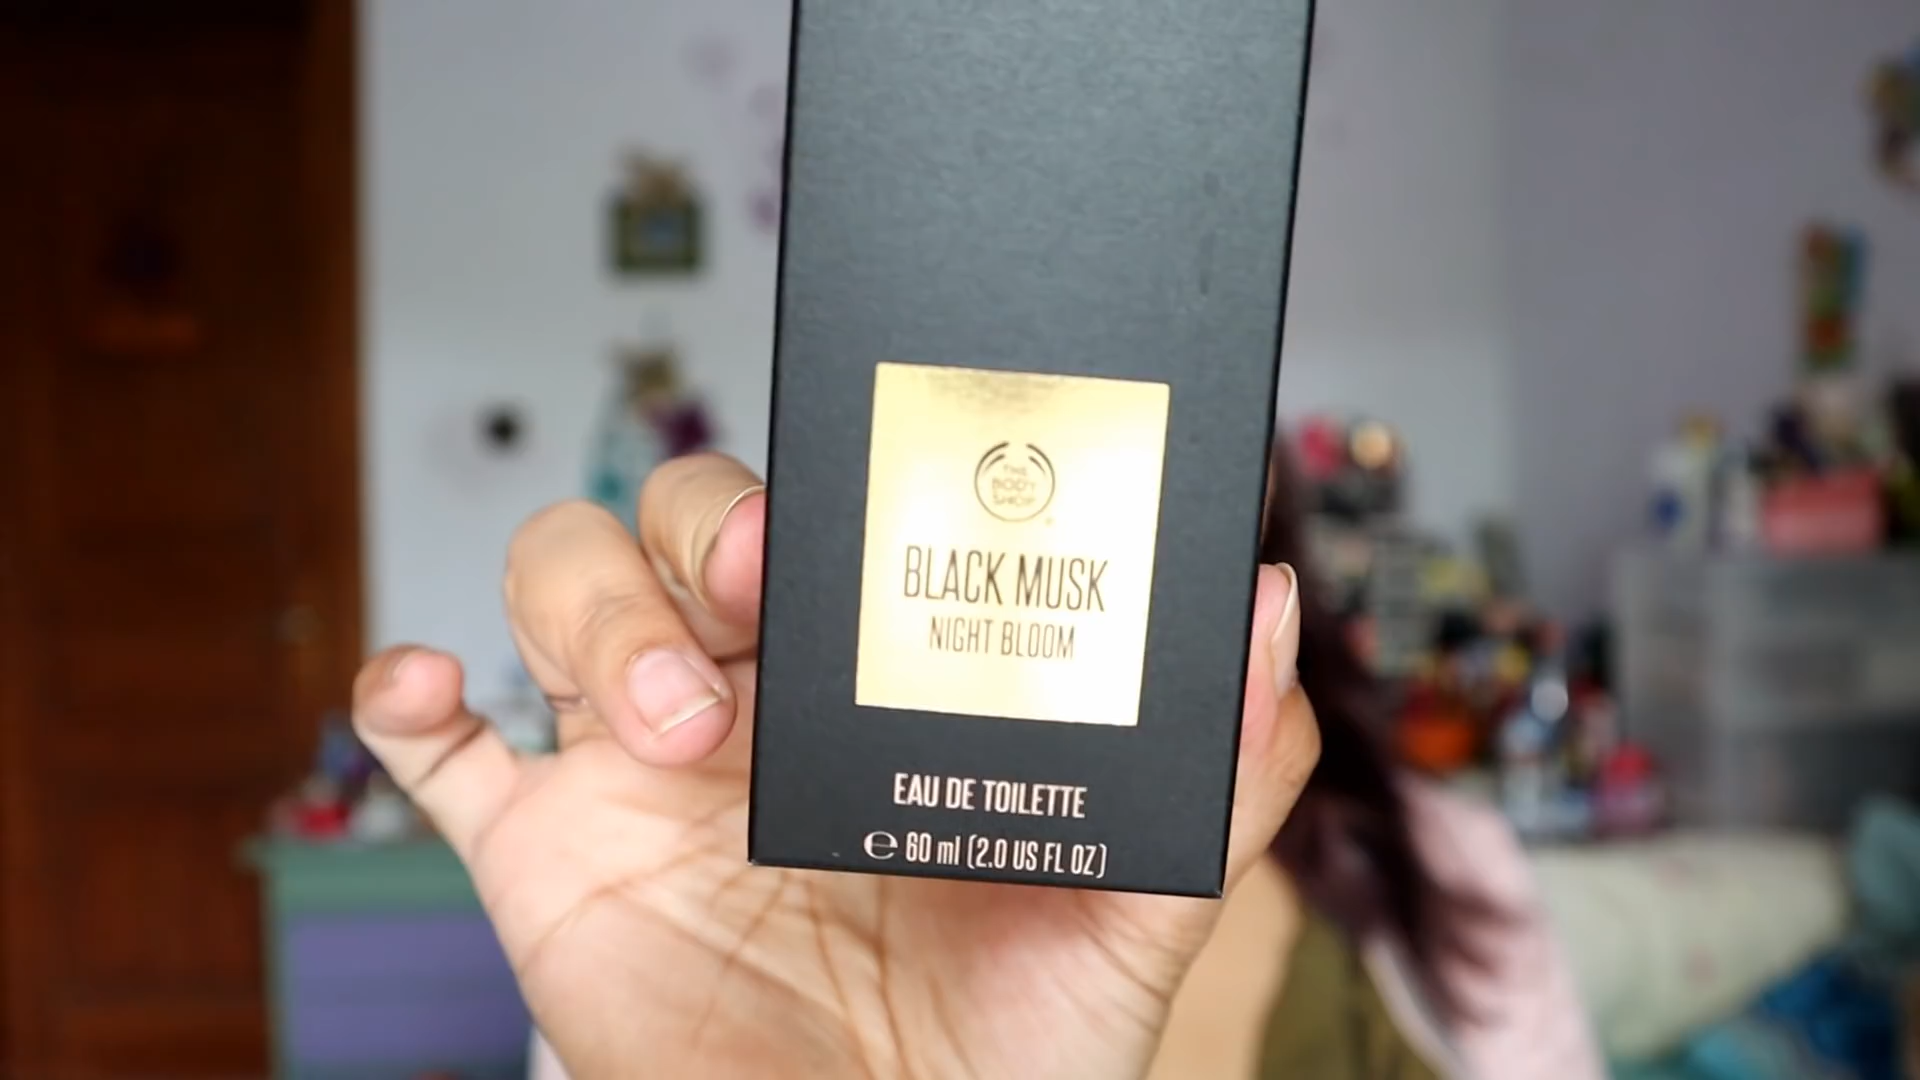 THE
BODY
SHOP
BLACK MUSK
NIGHT BLOOM
EAU DE TOILETTE
℮ 60 ml (2.0 US FL OZ)